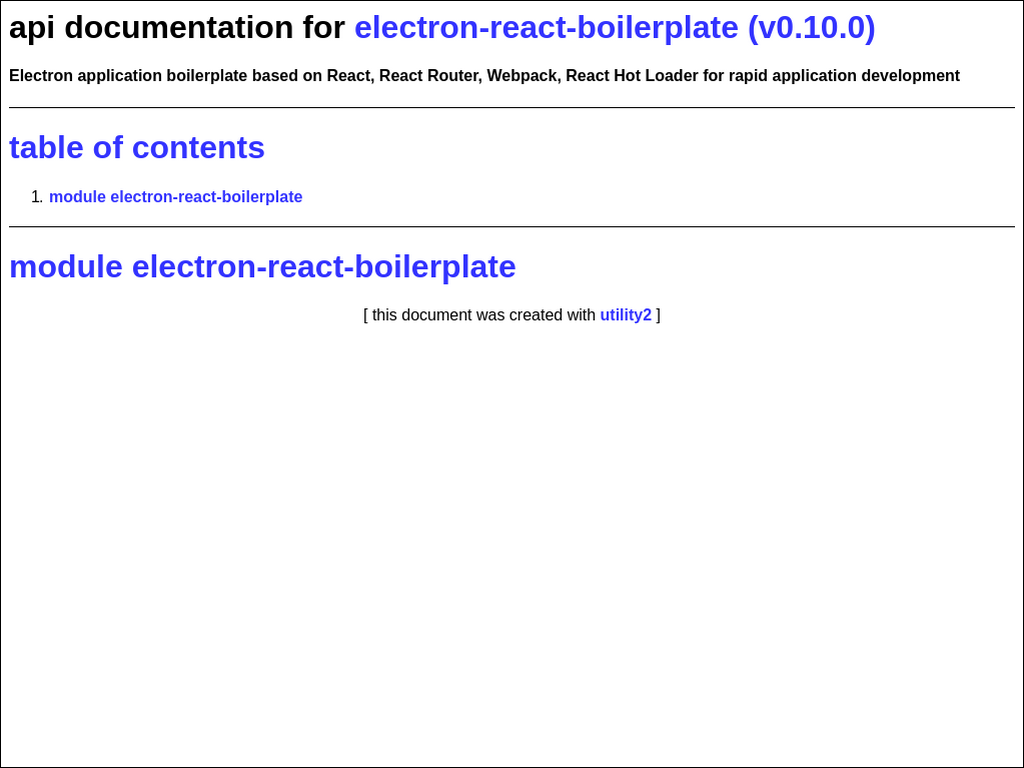 api documentation for electron-react-boilerplate (v0.10.0)
Electron application boilerplate based on React, React Router, Webpack, React Hot Loader for rapid application development
table of contents
1. module electron-react-boilerplate
module electron-react-boilerplate
[ this document was created with utility2 ]